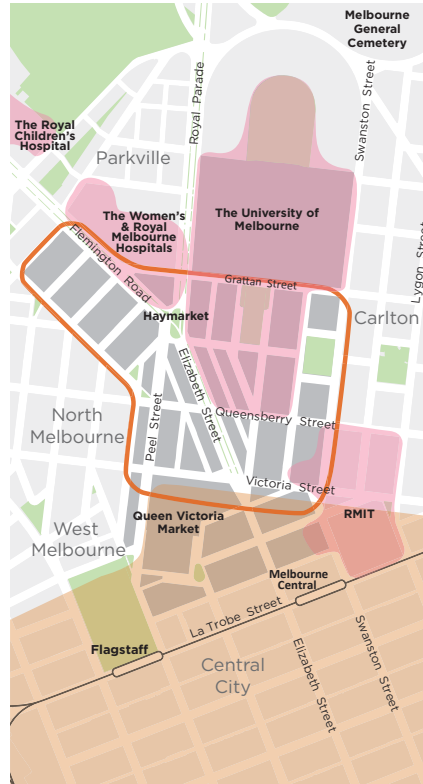 Melbourne
General
Cemetery
Royal Parade
Swanston Street
The Royal
Children's
Hospital
Parkville
The Women's
& Royal
Melbourne
Hospitals
The University of
Melbourne
Lygon Street
Flemington Road
Grattan Street
Haymarket
Carlton
Elizabeth Street
North
Melbourne
Peel Street
Queensberry Street
Victoria Street
Queen Victoria
Market
RMIT
West
Melbourne
Melbourne
Central
La Trobe Street
Flagstaff
Central
City
Elizabeth Street
Swanston Street